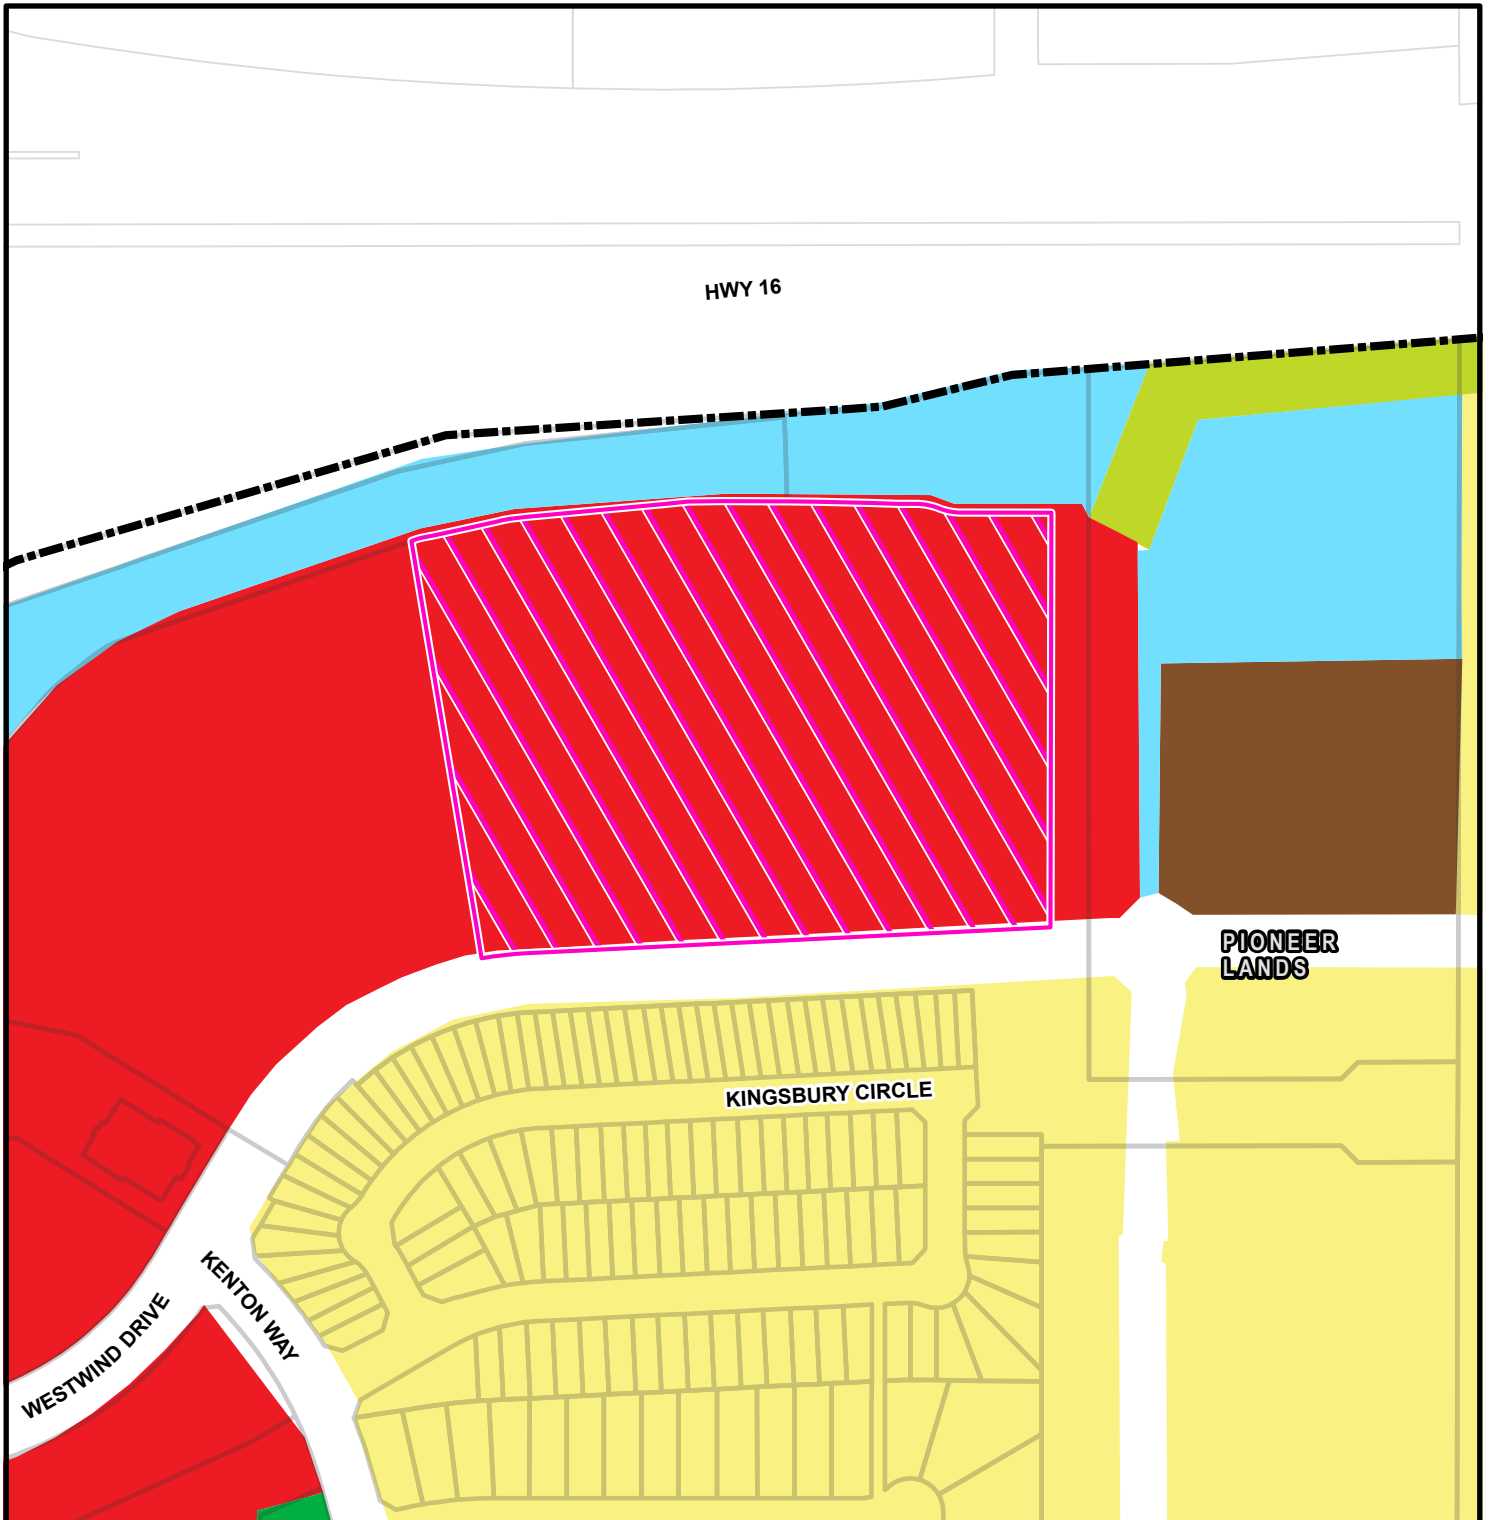 HWY 16
PIONEER
LANDS
KINGSBURY CIRCLE
KENTON WAY
WESTWIND DRIVE